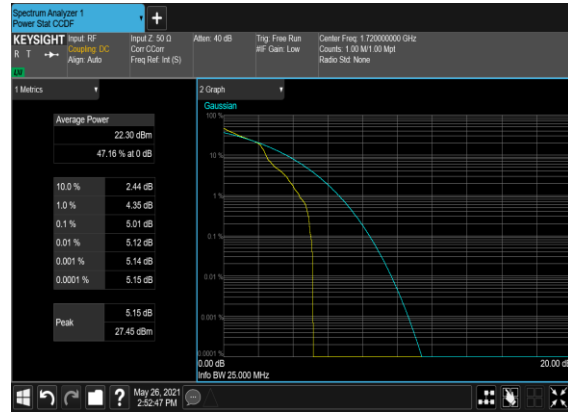 Spectrum Analyzer 1
Power Stat CCDF
+
KEYSIGHT
R T
LXI
Input: RF
Coupling: DC
Align: Auto
Input Z: 50 Ω
Corr CCorr
Freq Ref: Int (S)
Atten: 40 dB
Trig: Free Run
#IF Gain: Low
Center Freq: 1.720000000 GHz
Counts: 1.00 M/1.00 Mpt
Radio Std: None
1 Metrics
Average Power
22.30 dBm
47.16 % at 0 dB
10.0 % 2.44 dB
1.0 % 4.35 dB
0.1 % 5.01 dB
0.01 % 5.12 dB
0.001 % 5.14 dB
0.0001 % 5.15 dB
Peak
5.15 dB
27.45 dBm
2 Graph
Gaussian
100 %
10 %
1 %
0.1 %
0.01 %
0.001 %
0.0001 %
0.00 dB
20.00 dB
Info BW 25.000 MHz
?
May 26, 2021
2:52:47 PM